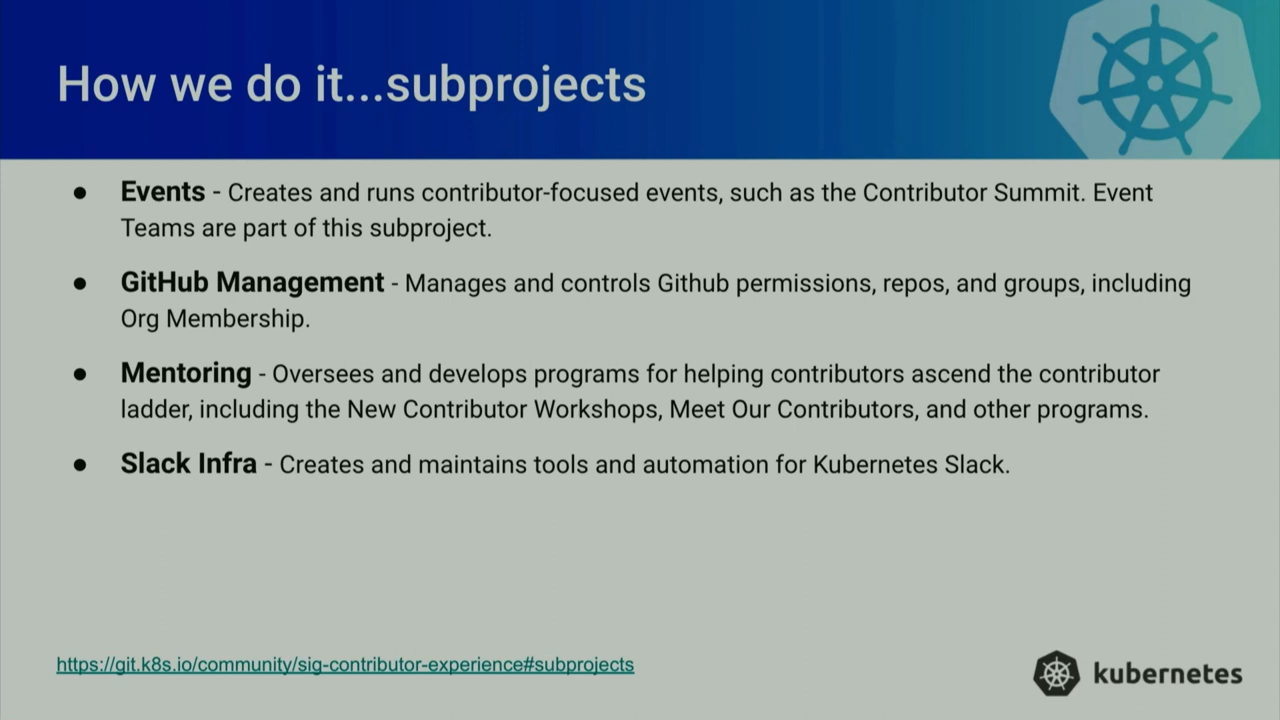 How we do it...subprojects
● Events - Creates and runs contributor-focused events, such as the Contributor Summit. Event
Teams are part of this subproject.
● GitHub Management - Manages and controls Github permissions, repos, and groups, including
Org Membership.
● Mentoring - Oversees and develops programs for helping contributors ascend the contributor
ladder, including the New Contributor Workshops, Meet Our Contributors, and other programs.
● Slack Infra - Creates and maintains tools and automation for Kubernetes Slack.
https://git.k8s.io/community/sig-contributor-experience#subprojects
kubernetes